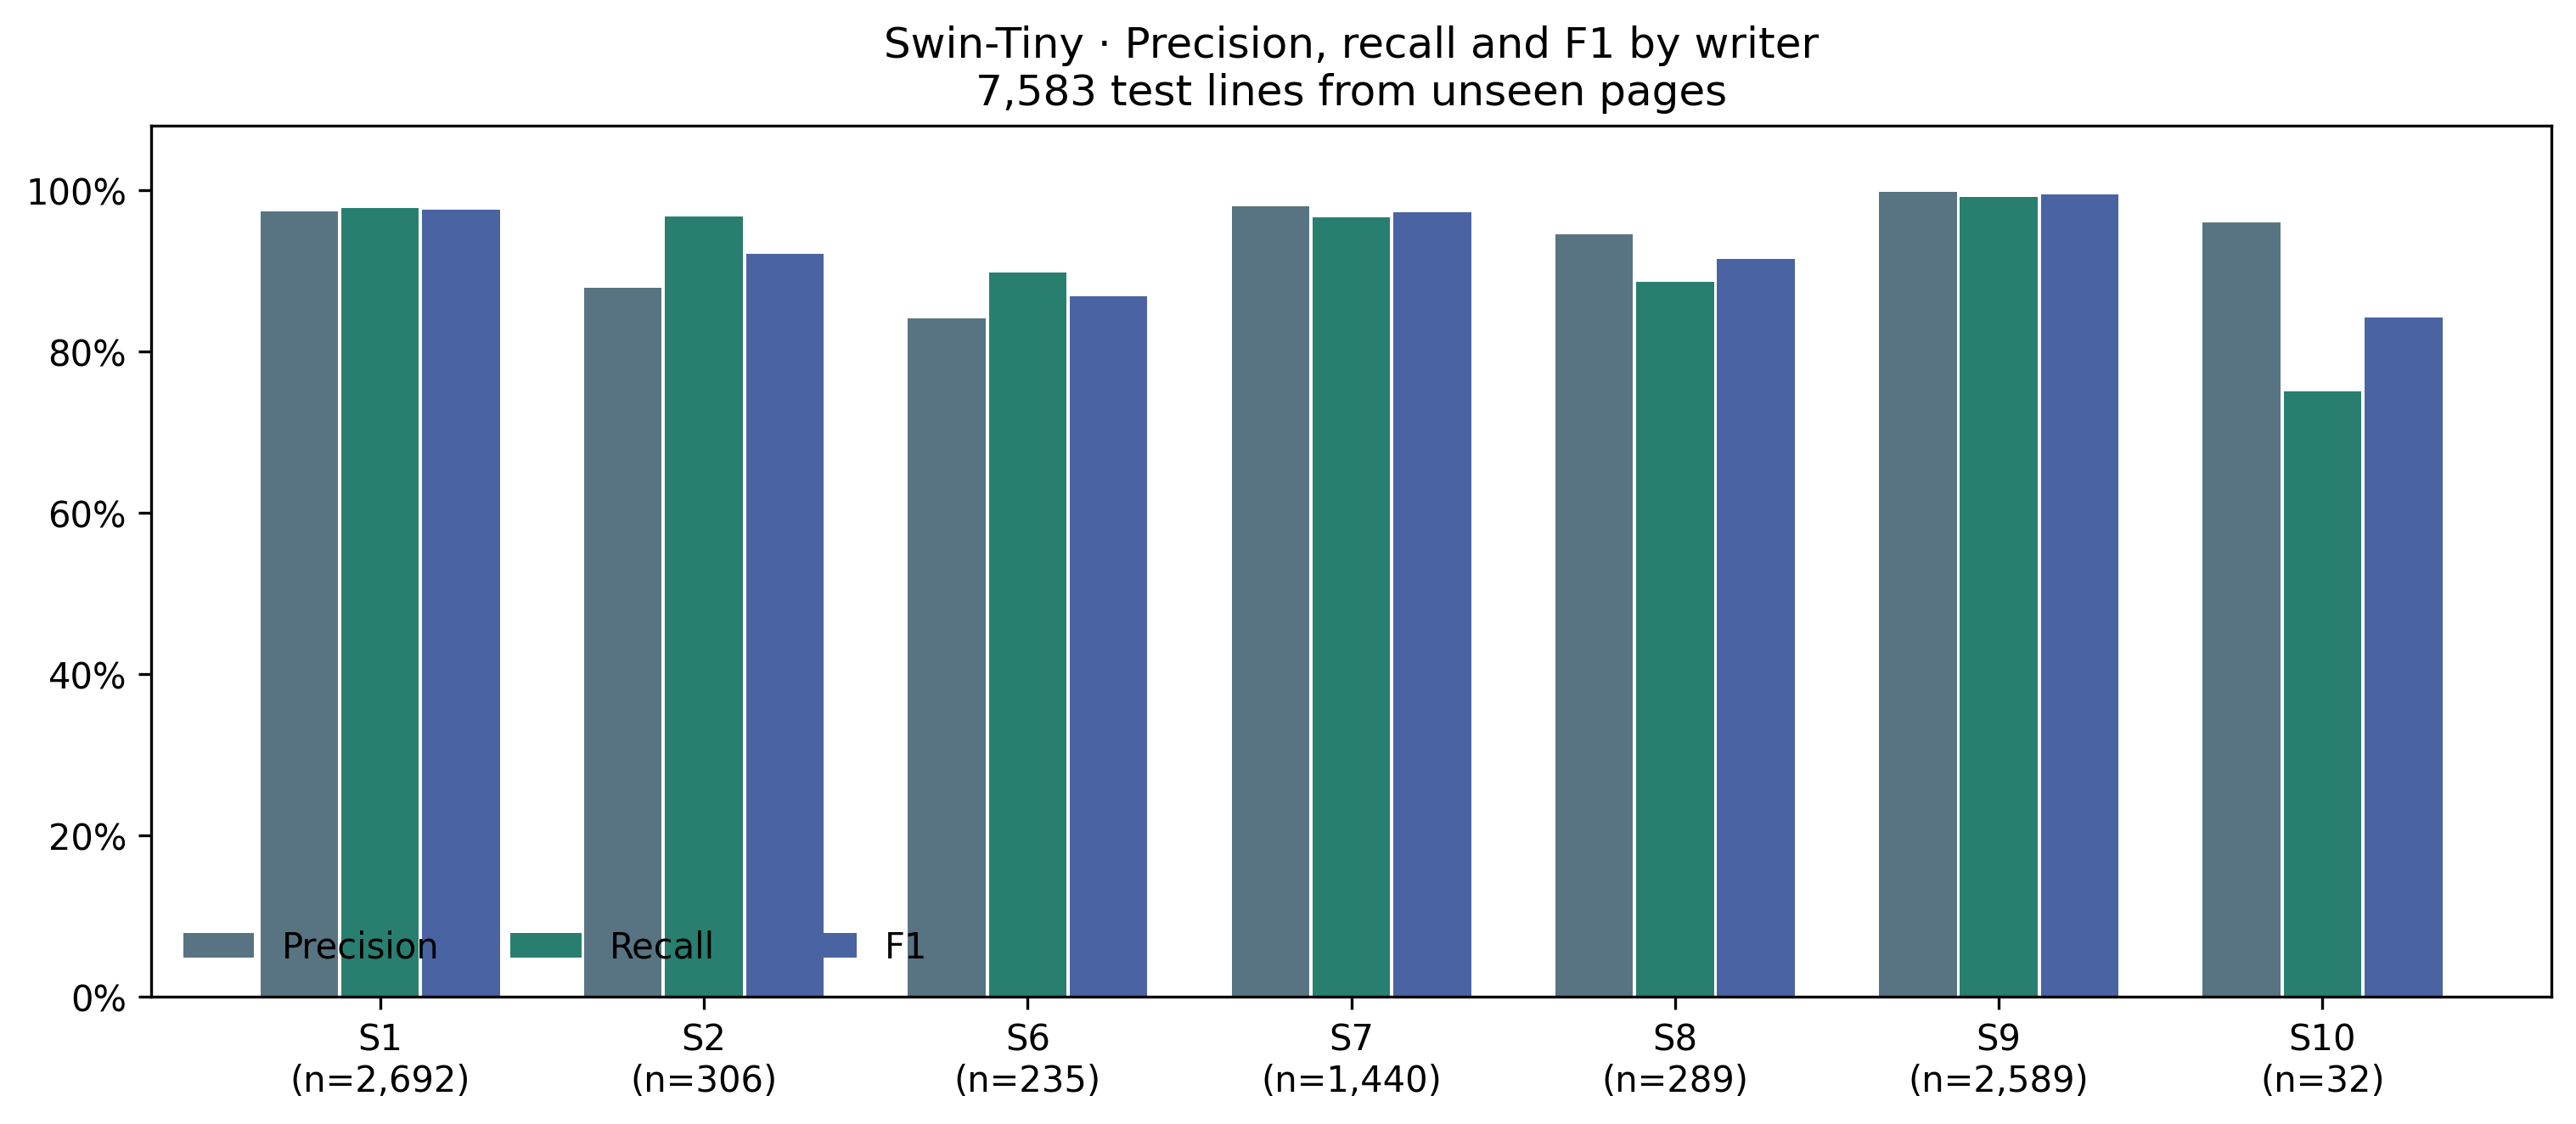 Swin-Tiny · Precision, recall and F1 by writer
7,583 test lines from unseen pages
100%
80%
60%
40%
20%
0%
Precision Recall F1
S1 S2 S6 S7 S8 S9 S10
(n=2,692) (n=306) (n=235) (n=1,440) (n=289) (n=2,589) (n=32)